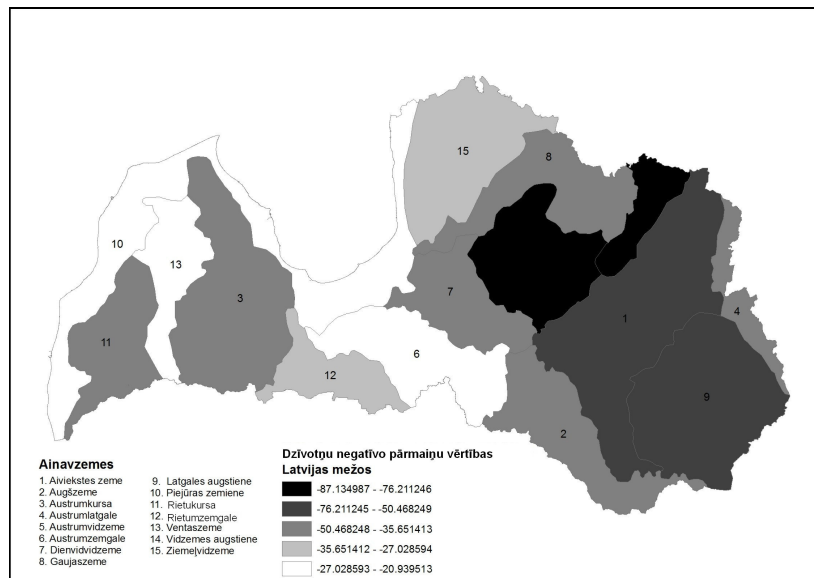 15
8
10
13
3
7
1
4
11
6
12
9
2
Ainavzemes
1. Aiviekstes zeme
2. Augšzeme
3. Austrumkursa
4. Austrumlatgale
5. Austrumvidzeme
6. Austrumzemgale
7. Dienvidvidzeme
8. Gaujaszeme
9. Latgales augstiene
10. Piejūras zemiene
11. Rietukursa
12. Rietumzemgale
13. Ventaszeme
14. Vidzemes augstiene
15. Ziemeļvidzeme
Dzīvotņu negatīvo pārmaiņu vērtības
Latvijas mežos
-87.134987 - -76.211246
-76.211245 - -50.468249
-50.468248 - -35.651413
-35.651412 - -27.028594
-27.028593 - -20.939513